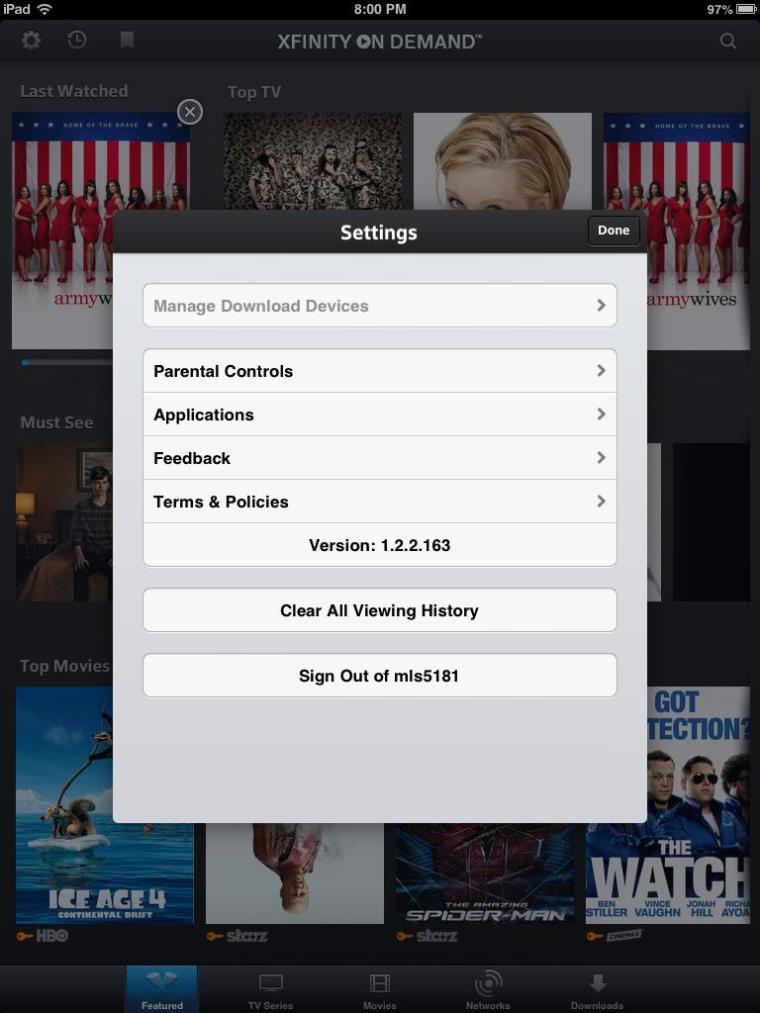 iPad 8:00 PM 97%
XFINITY ON DEMAND™
Last Watched
Top TV
HOME OF THE BRAVE
HOME OF THE BRAVE
Settings
Done
armyw
armywives
Manage Download Devices
Parental Controls
Applications
Must See
Feedback
Terms & Policies
Version: 1.2.2.163
Clear All Viewing History
Top Movies
Sign Out of mls5181
GOT
TECTION?
THE
WATCH
ICE AGE 4
CONTINENTAL DRIFT
THE AMAZING
SPIDER-MAN
BEN VINCE JONAH RICHA
STILLER VAUGHN HILL AYOA
HBO
starz
starz
CINEMAX
Featured
TV Series
Movies
Networks
Downloads